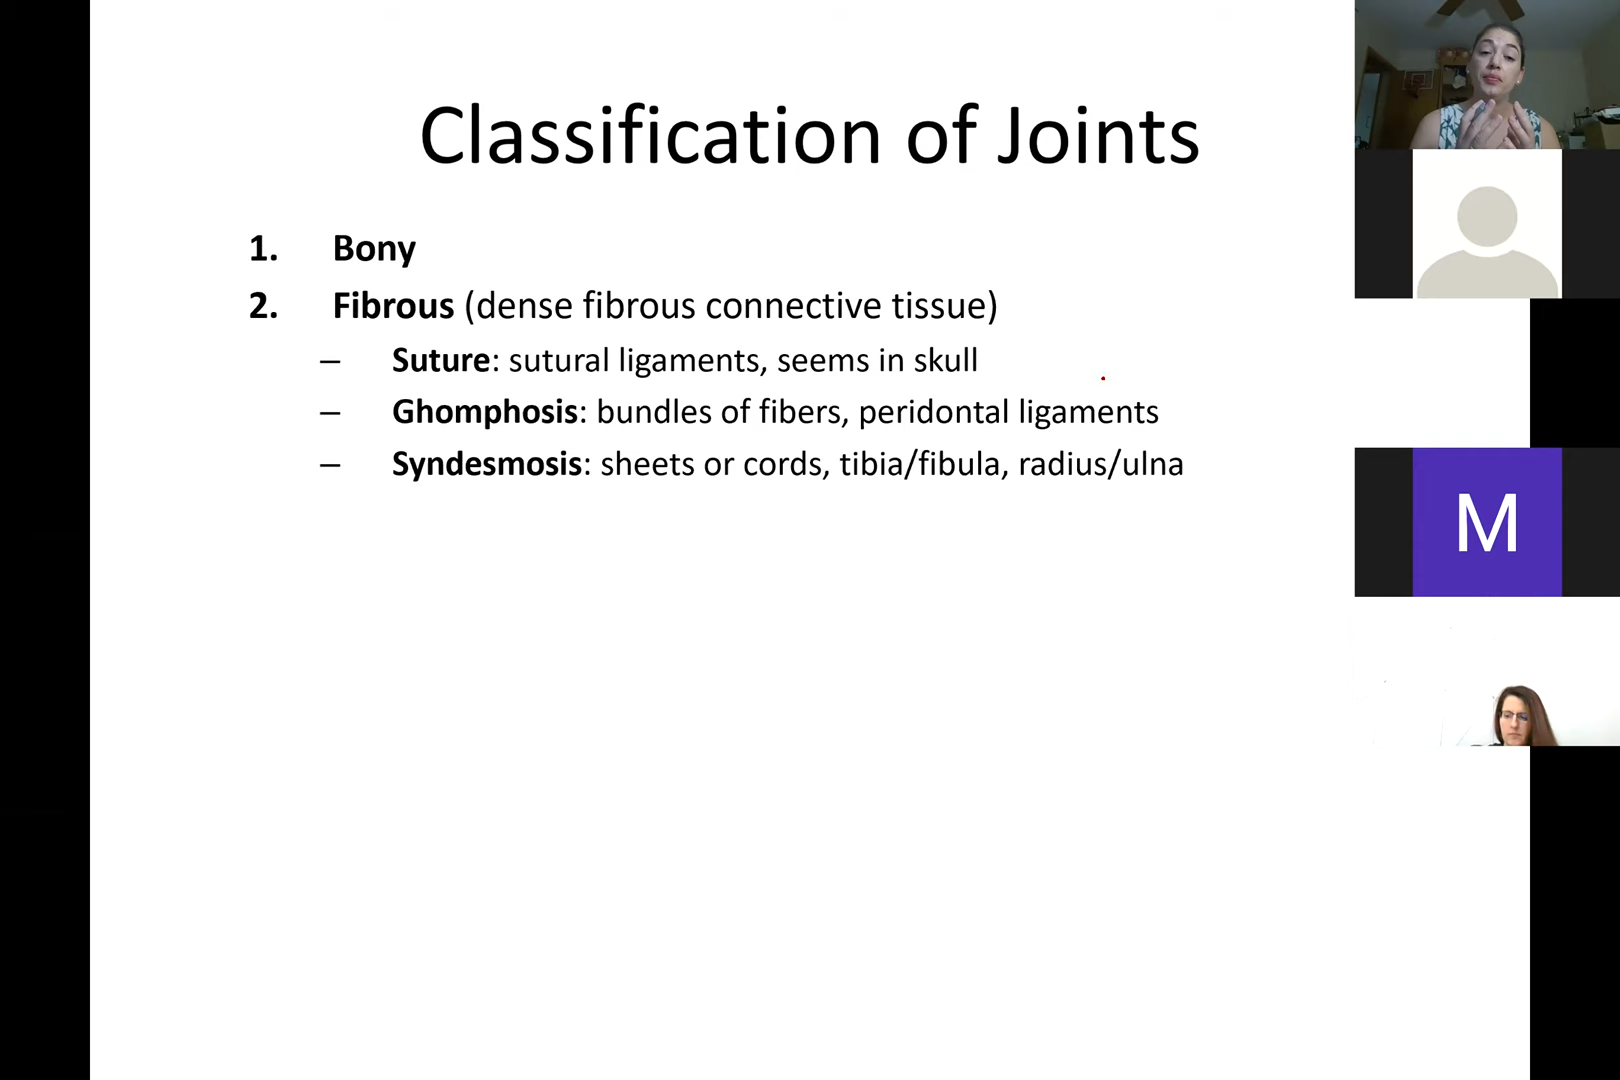 Classification of Joints
1. Bony
2. Fibrous (dense fibrous connective tissue)
– Suture: sutural ligaments, seems in skull
– Ghomphosis: bundles of fibers, peridontal ligaments
– Syndesmosis: sheets or cords, tibia/fibula, radius/ulna
M